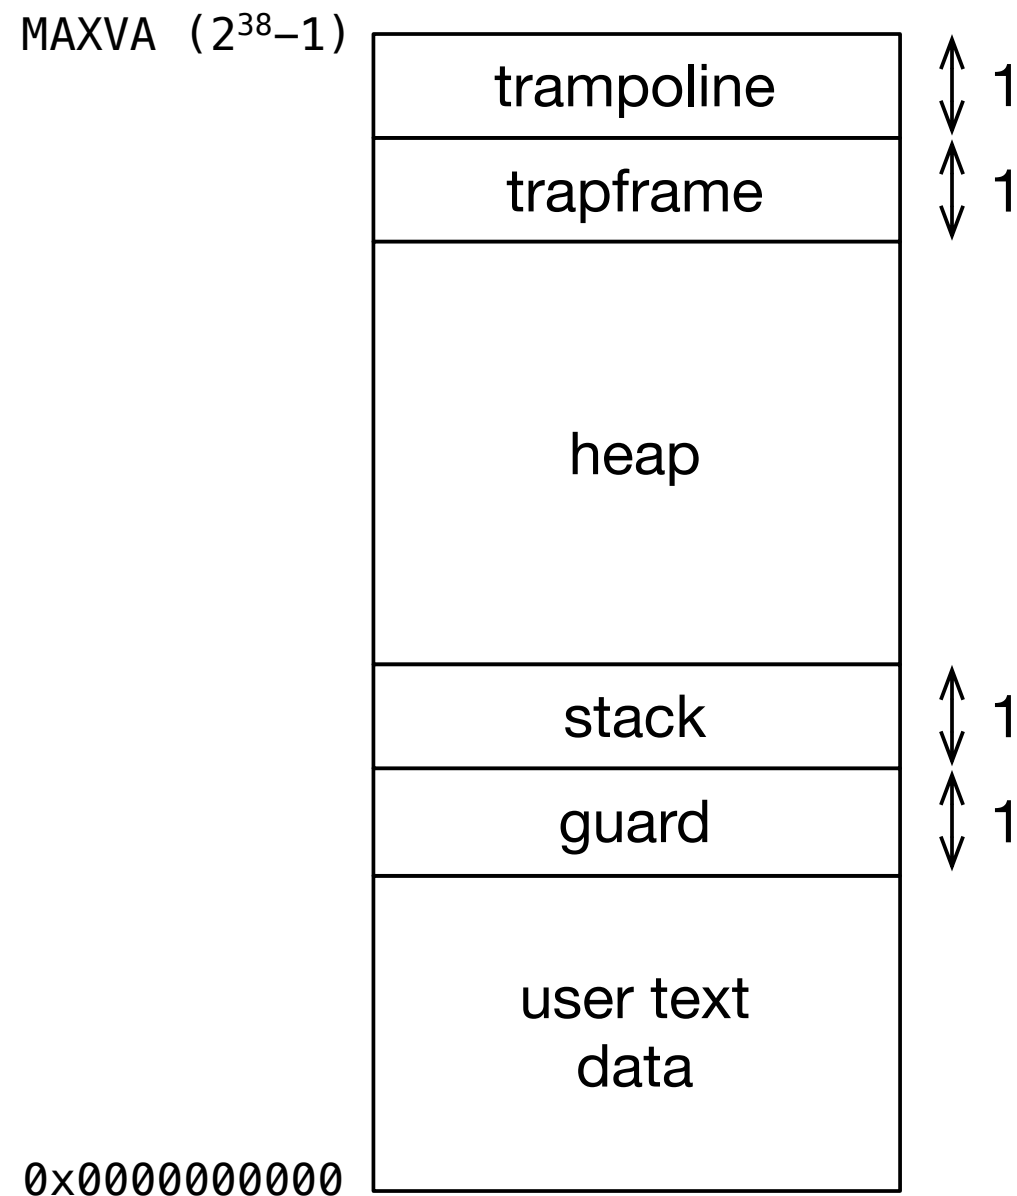 MAXVA (2³⁸–1)
trampoline
1
trapframe
1
heap
stack
1
guard
1
user text
data
0x0000000000